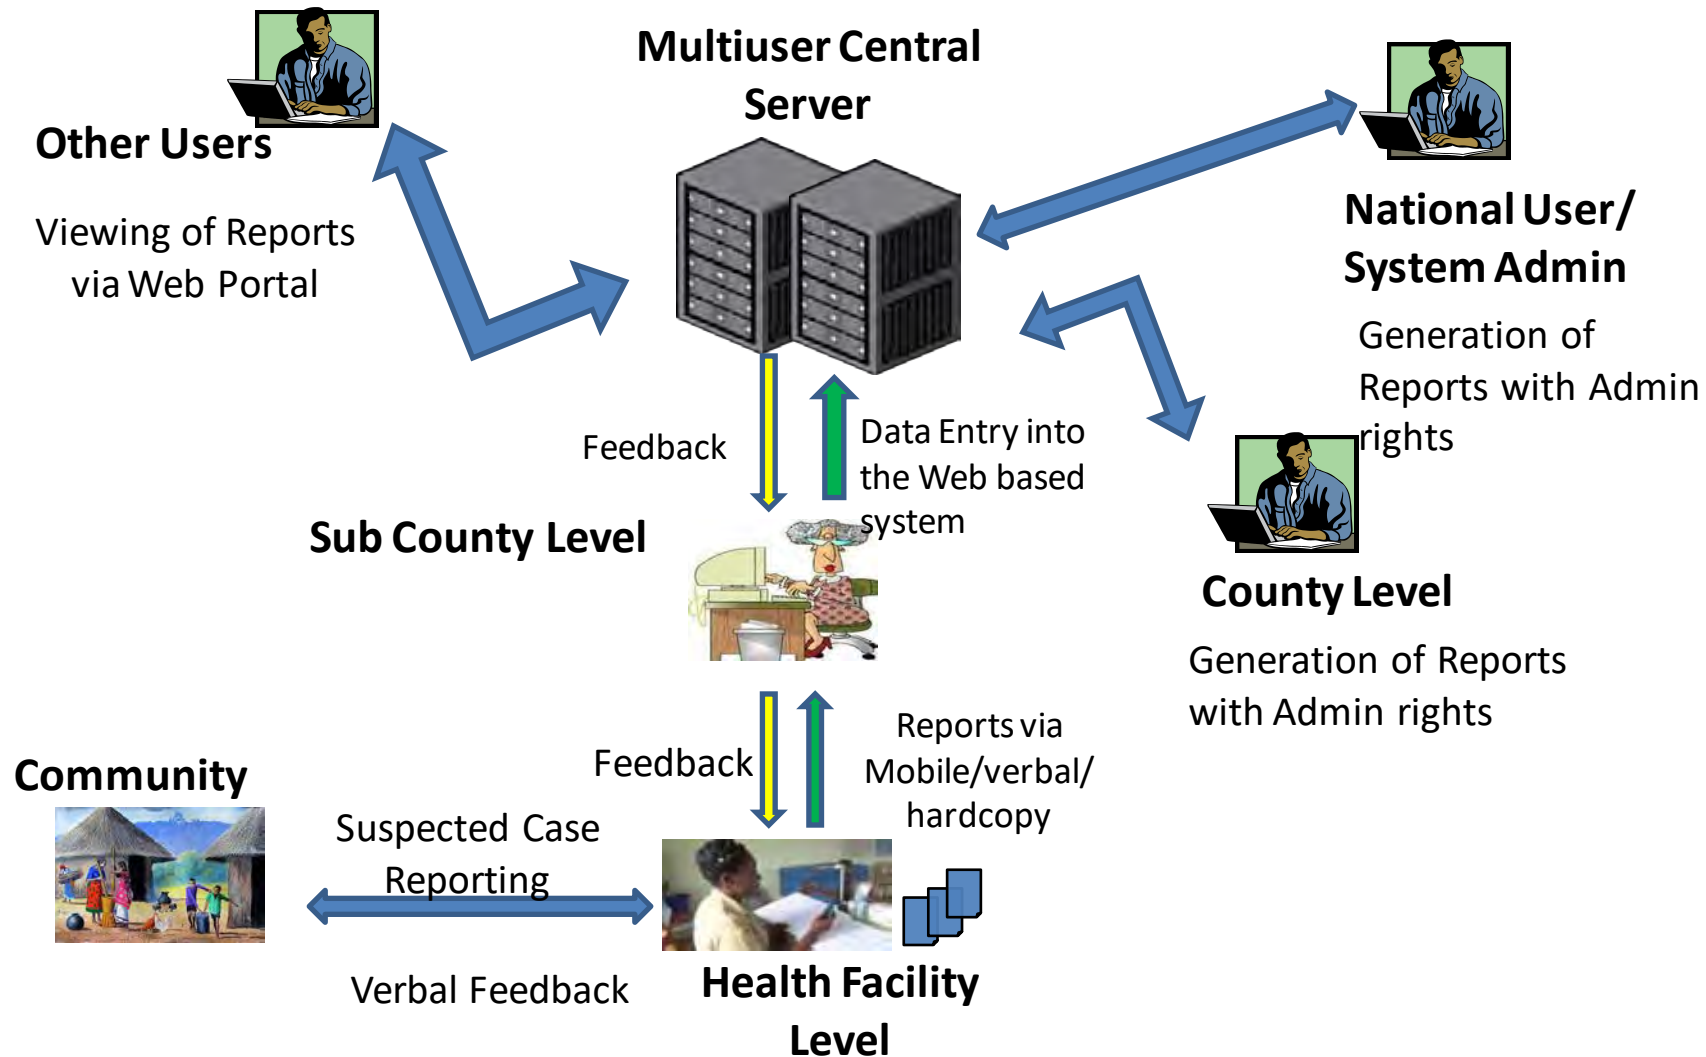 Multiuser Central
Server
Other Users
Viewing of Reports
via Web Portal
National User/
System Admin
Generation of
Reports with Admin
rights
Feedback
Data Entry into
the Web based
system
Sub County Level
County Level
Generation of Reports
with Admin rights
Feedback
Reports via
Mobile/verbal/
hardcopy
Community
Suspected Case
Reporting
Verbal Feedback
Health Facility
Level